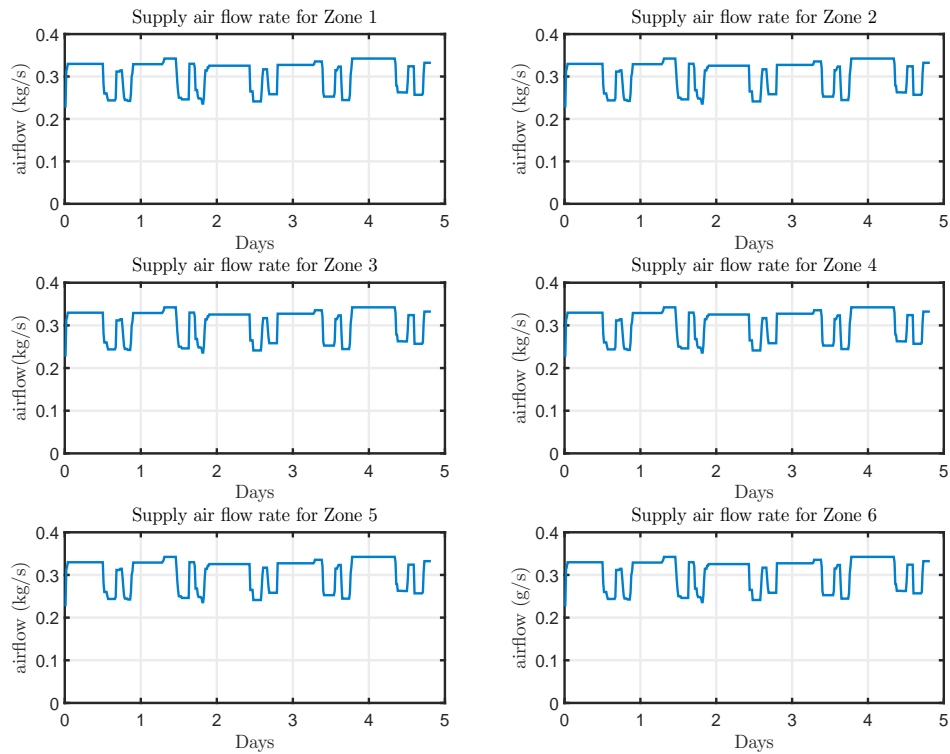 Supply air flow rate for Zone 1
0.4
0.3
0.2
0.1
0
airflow (kg/s)
0 1 2 3 4 5
Days
Supply air flow rate for Zone 2
0.4
0.3
0.2
0.1
0
airflow (kg/s)
0 1 2 3 4 5
Days
Supply air flow rate for Zone 3
0.4
0.3
0.2
0.1
0
airflow(kg/s)
0 1 2 3 4 5
Days
Supply air flow rate for Zone 4
0.4
0.3
0.2
0.1
0
airflow (kg/s)
0 1 2 3 4 5
Days
Supply air flow rate for Zone 5
0.4
0.3
0.2
0.1
0
airflow (kg/s)
0 1 2 3 4 5
Days
Supply air flow rate for Zone 6
0.4
0.3
0.2
0.1
0
airflow (g/s)
0 1 2 3 4 5
Days